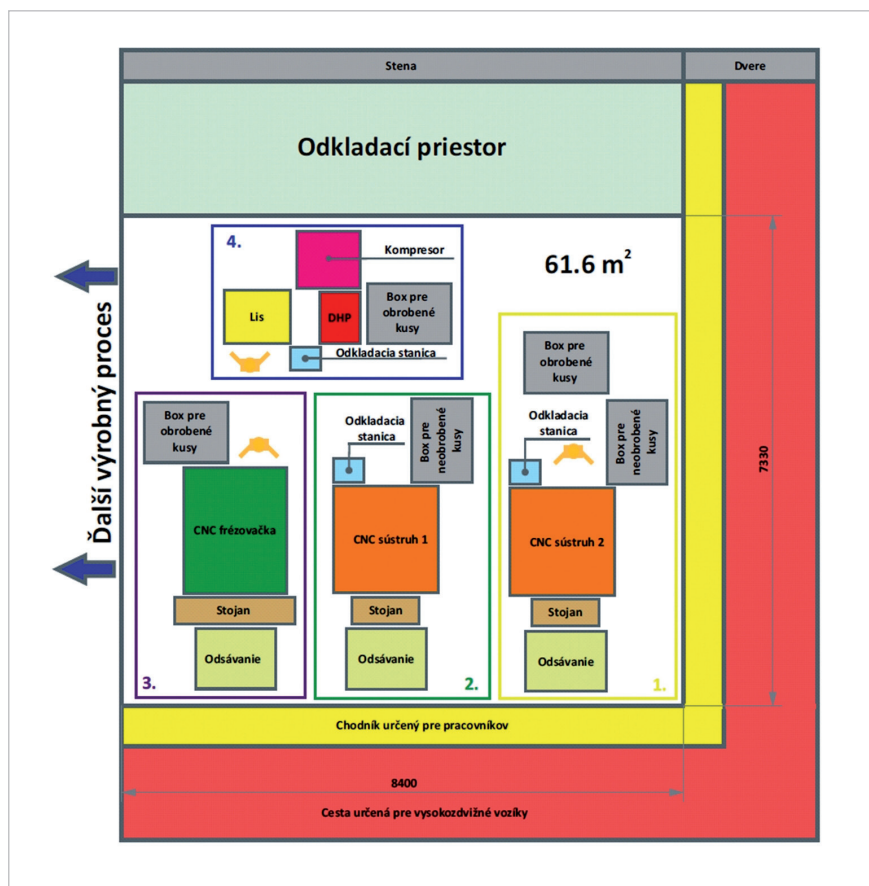 Stena
Dvere
Odkladací priestor
4.
Kompresor
61.6 m²
Lis
DHP
Box pre
obrobené
kusy
Odkladacia stanica
Ďalší výrobný proces
Box pre
obrobené
kusy
Box pre
obrobené
kusy
Odkladacia
stanica
Box pre
neobrobené
kusy
Odkladacia
stanica
Box pre
neobrobené
kusy
7330
CNC frézovačka
CNC sústruh 1
CNC sústruh 2
Stojan
Stojan
Stojan
Odsávanie
Odsávanie
Odsávanie
3.
2.
1.
Chodník určený pre pracovníkov
8400
Cesta určená pre vysokozdvižné vozíky